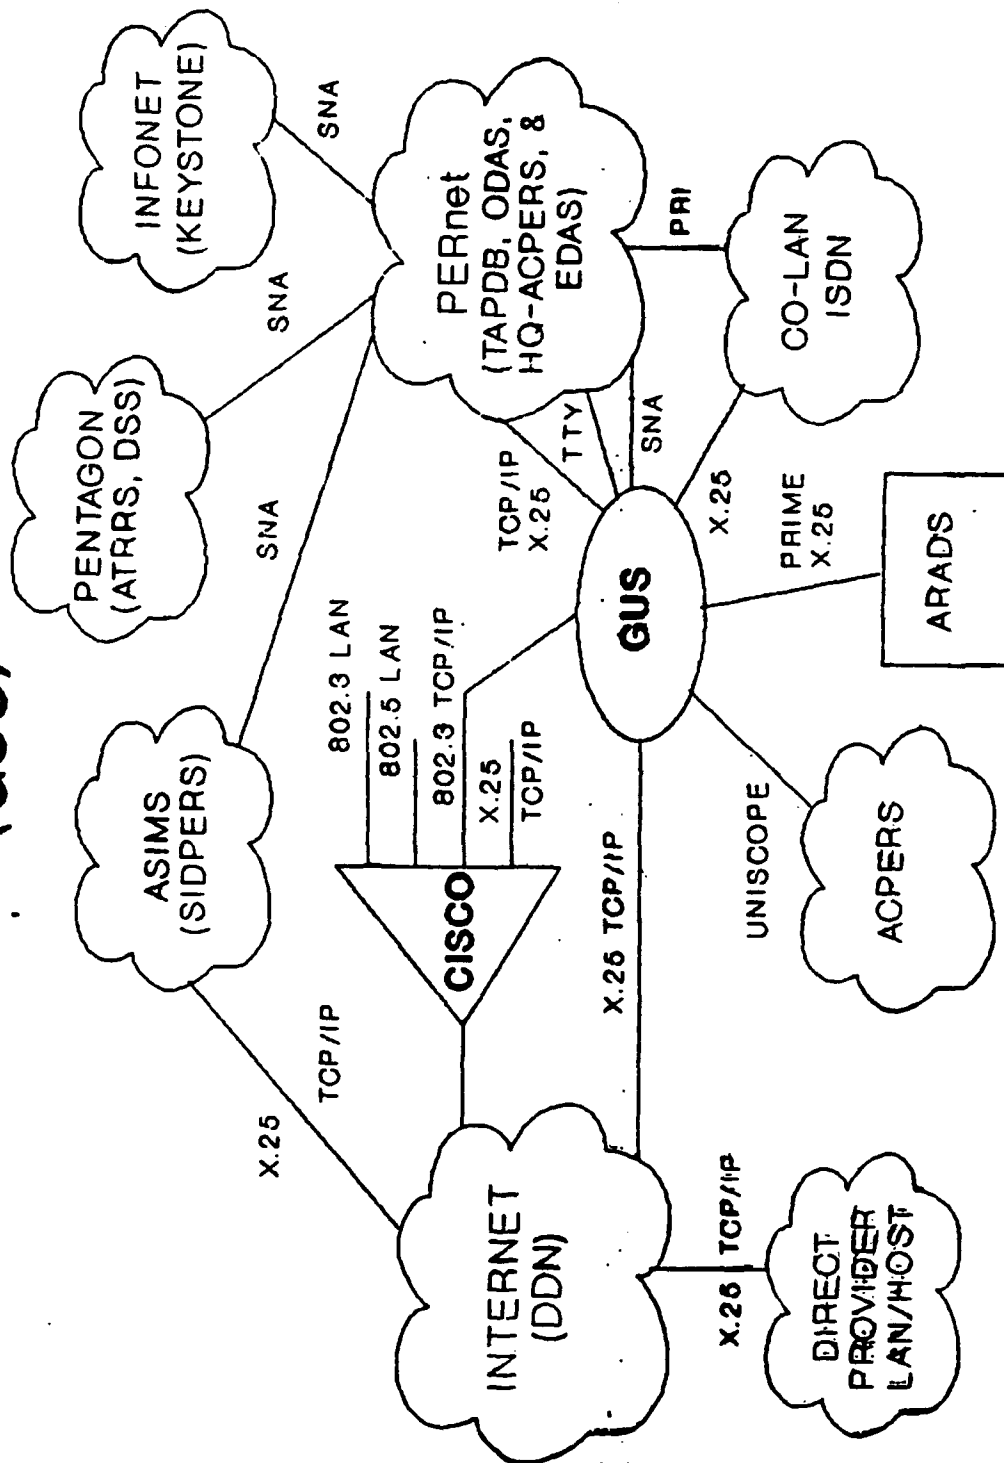 PENTAGON
(ATRRS, DSS)
ASIMS
(SIDPERS)
INFONET
(KEYSTONE)
SNA
SNA
SNA
X.25
TCP/IP
802.3 LAN
802.5 LAN
802.3 TCP/IP
X.25
TCP/IP
CISCO
INTERNET
(DDN)
PERnet
(TAPDB, ODAS,
HQ-ACPERS, &
EDAS)
TCP/IP
X.25
TTY
SNA
PRI
GUS
X.25 TCP/IP
X.25
X.25 TCP/IP
UNISCOPE
PRIME
X.25
CO-LAN
ISDN
DIRECT
PROVIDER
LAN/HOST
ACPERS
ARADS